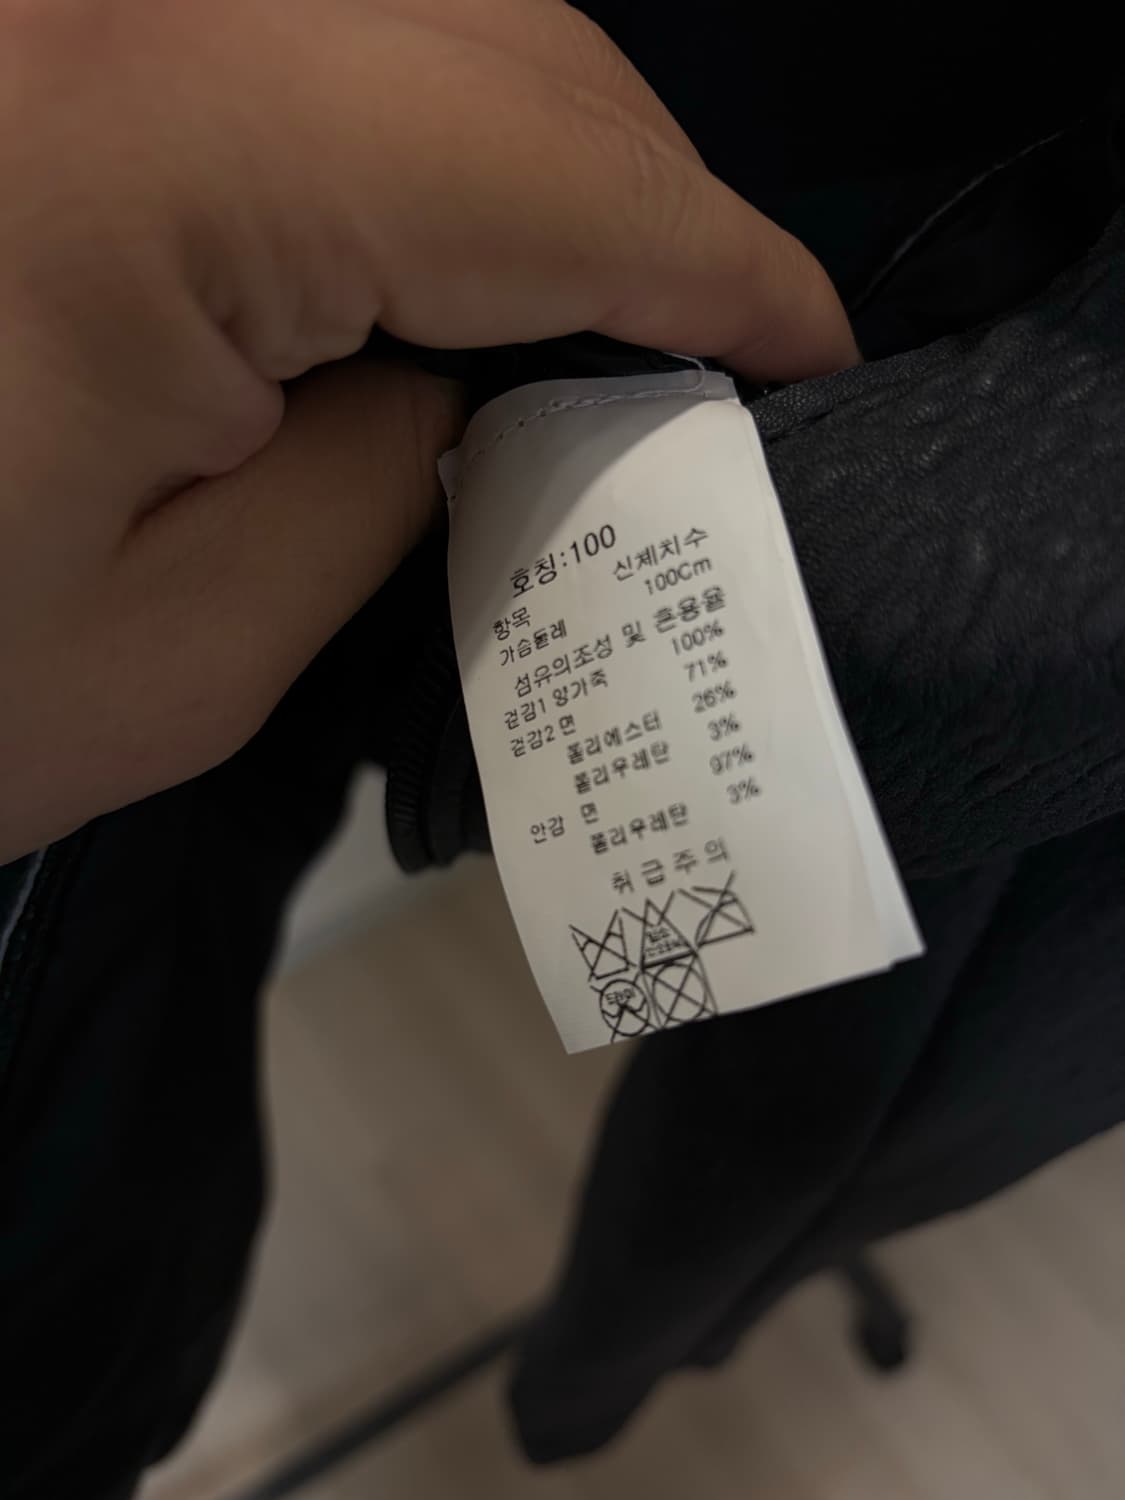 호칭:100
항목 신체치수
가슴둘레 100Cm
섬유의조성 및 혼용율
겉감1 양가죽 100%
겉감2 면 71%
폴리에스터 26%
폴리우레탄 3%
안감 면 97%
폴리우레탄 3%
취급주의